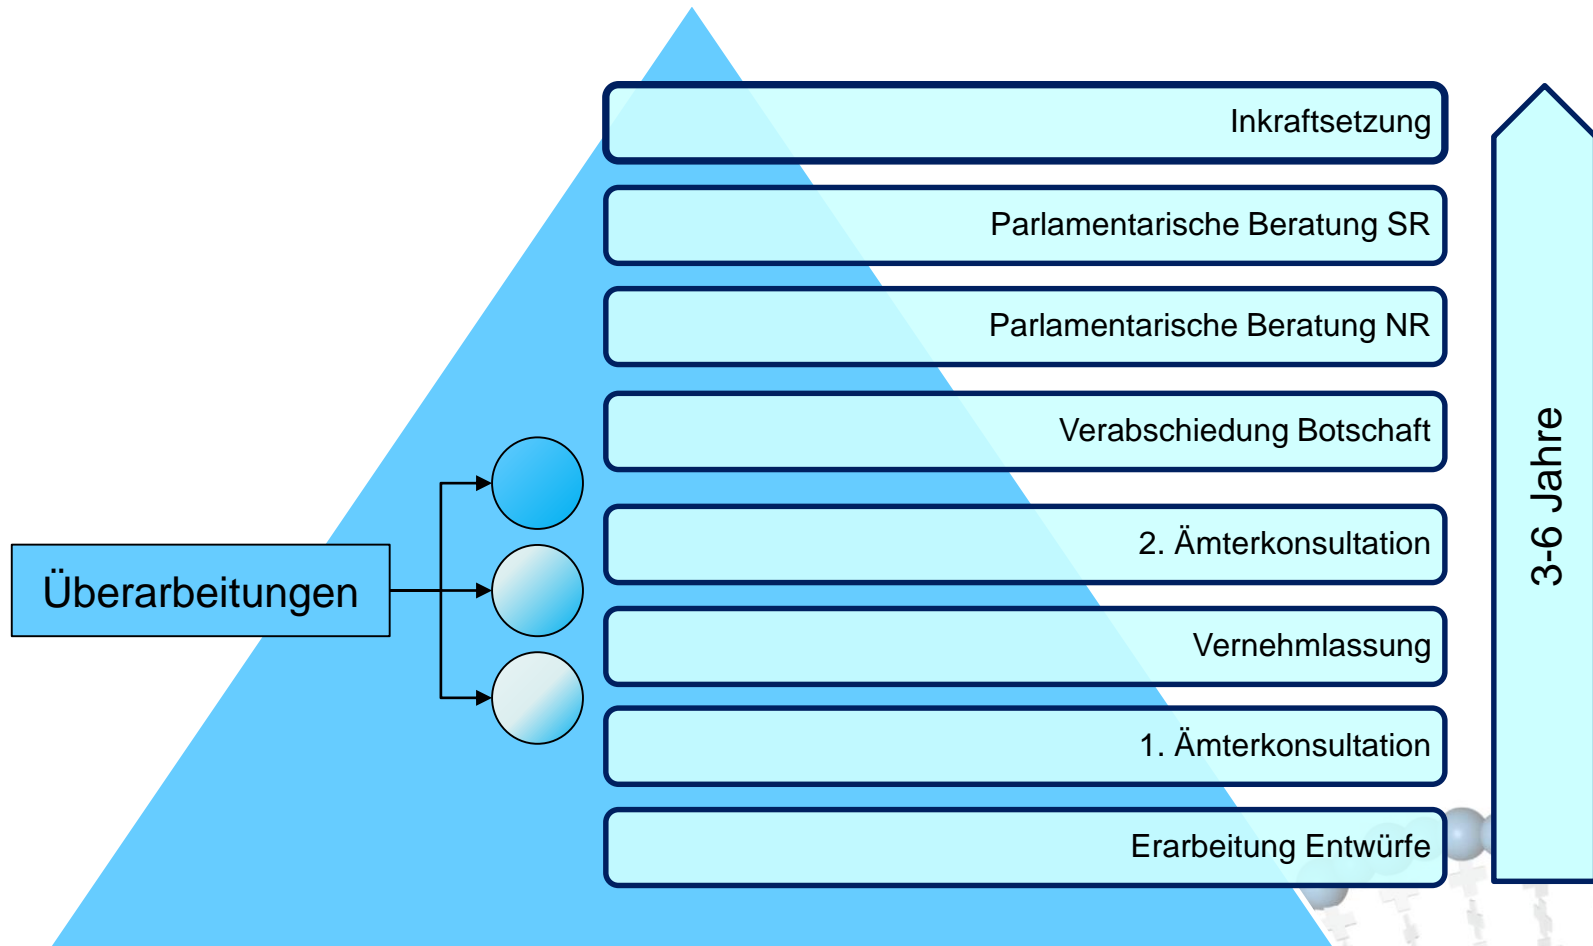 Inkraftsetzung
Parlamentarische Beratung SR
Parlamentarische Beratung NR
Verabschiedung Botschaft
2. Ämterkonsultation
Vernehmlassung
1. Ämterkonsultation
Erarbeitung Entwürfe
Überarbeitungen
3-6 Jahre